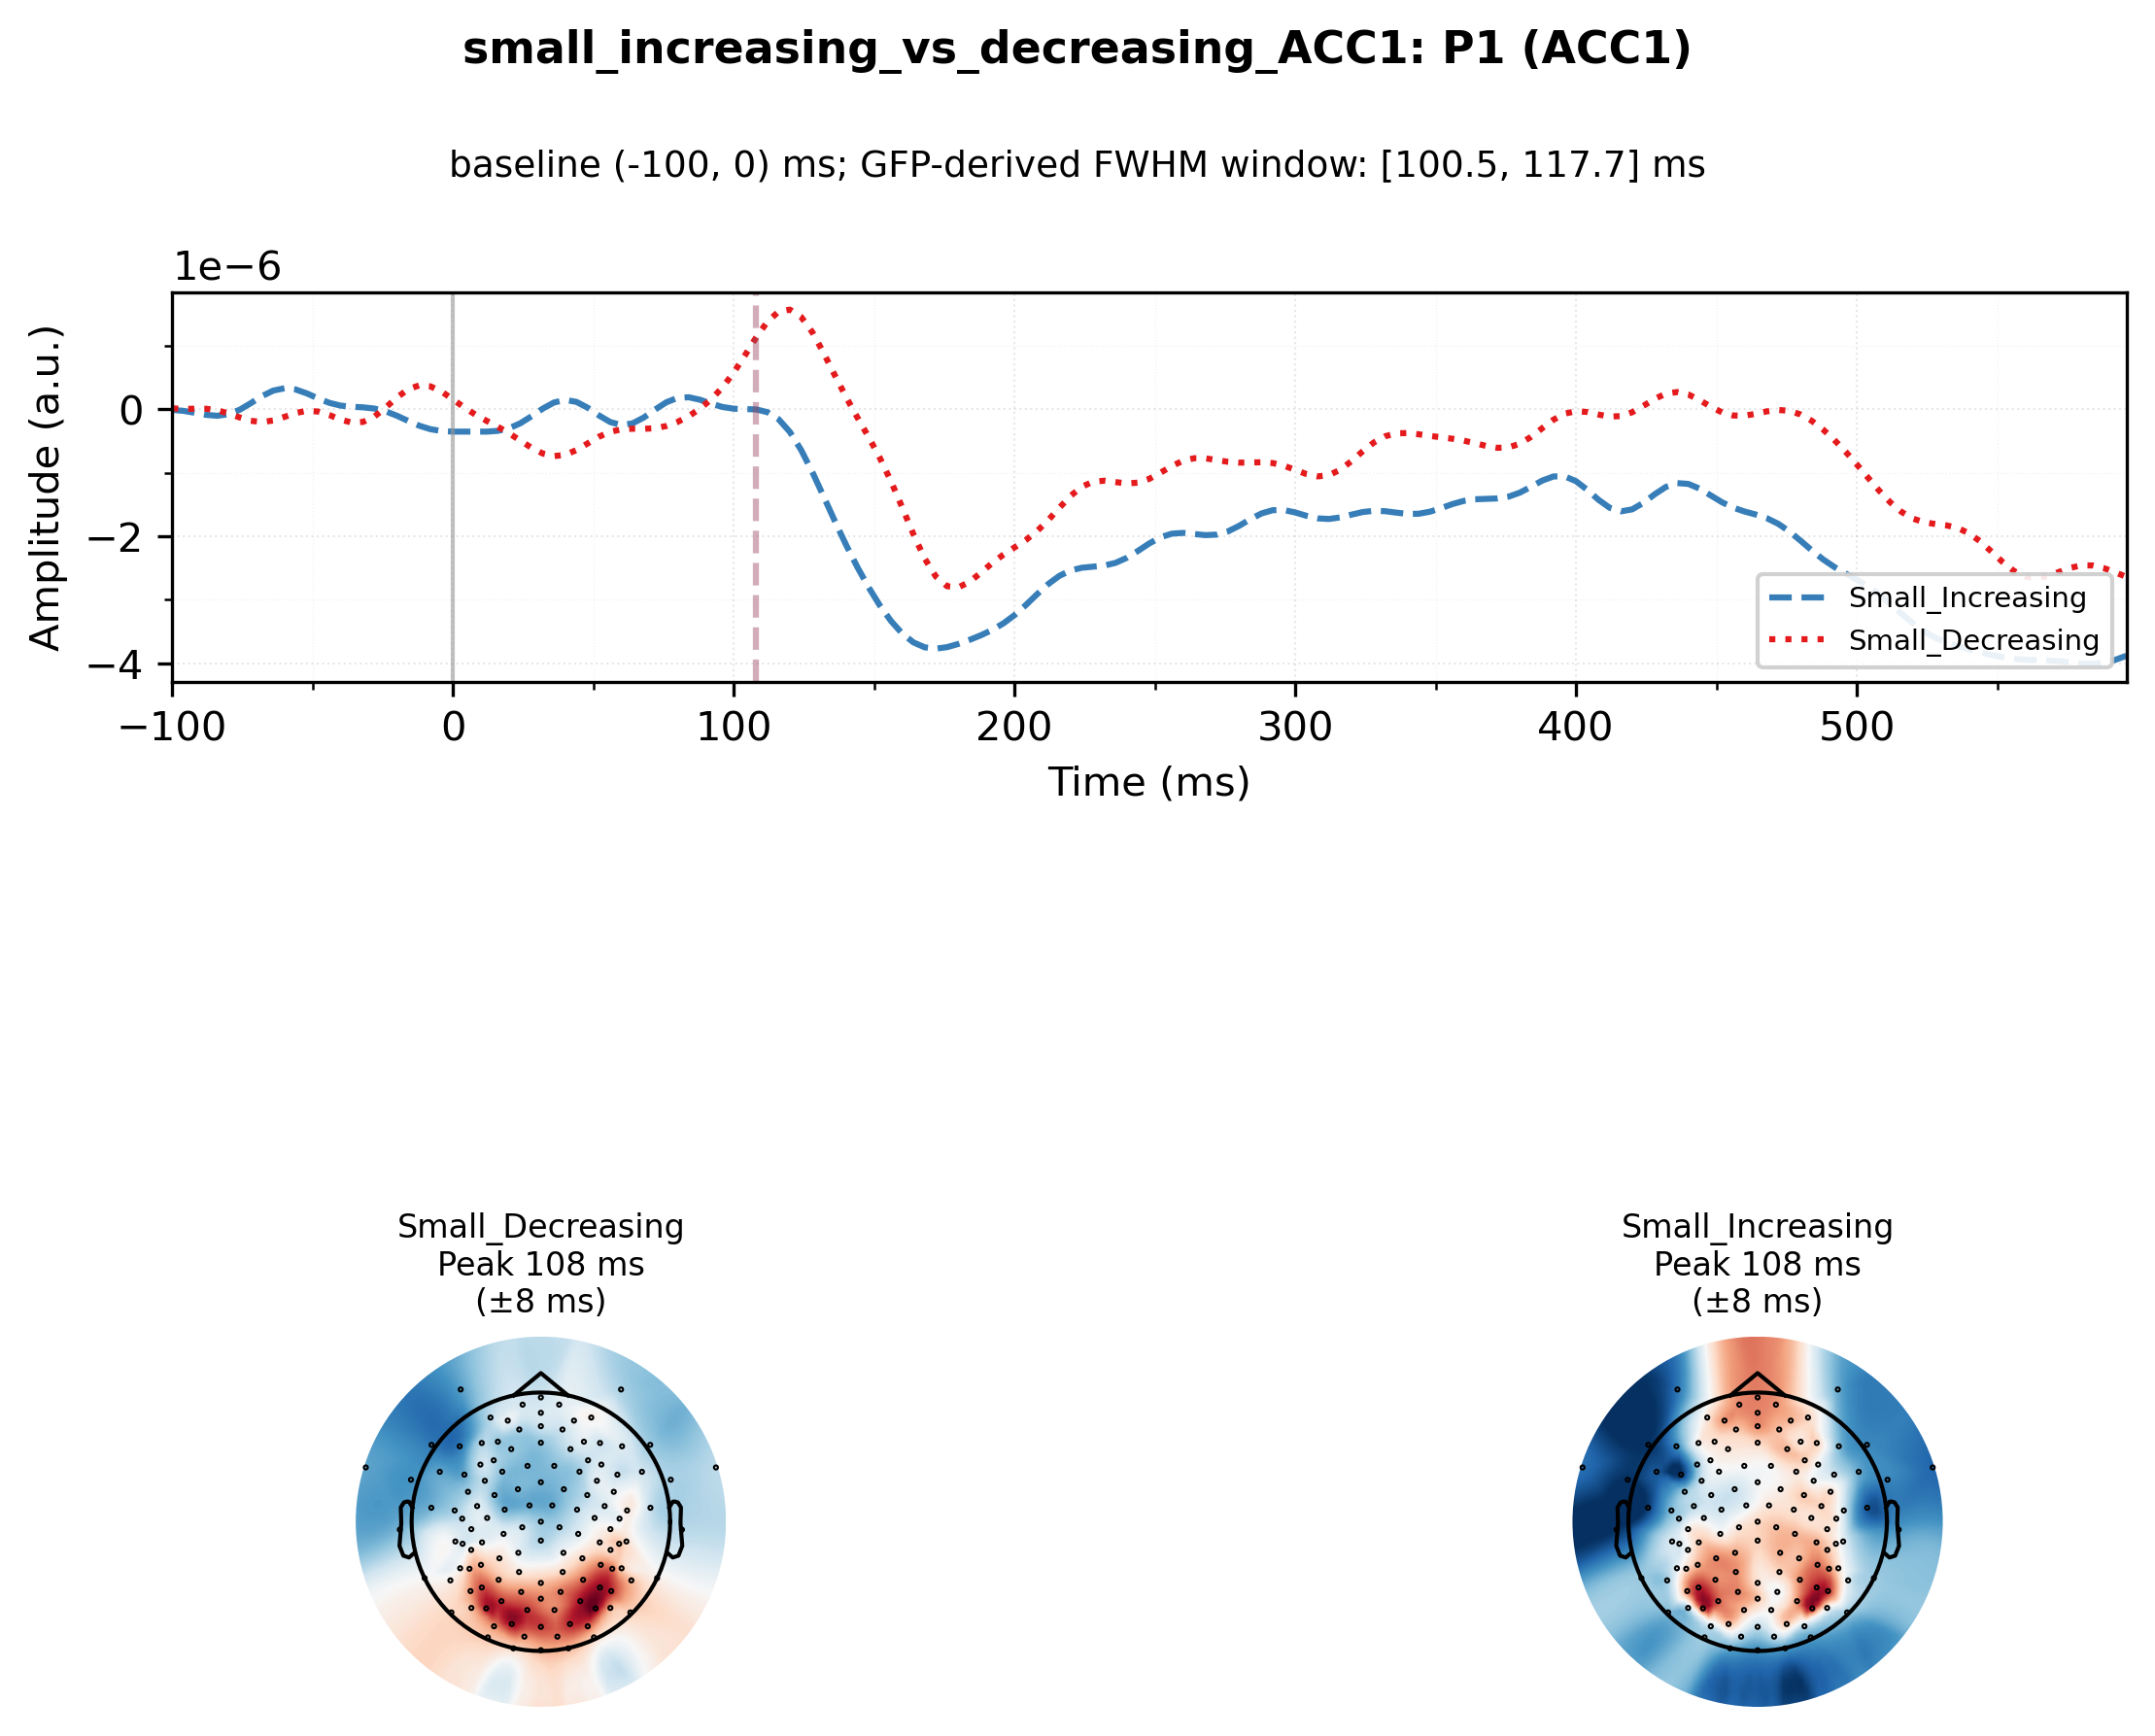 small_increasing_vs_decreasing_ACC1: P1 (ACC1)
baseline (-100, 0) ms; GFP-derived FWHM window: [100.5, 117.7] ms
1e−6
Amplitude (a.u.)
0
−2
−4
−100 0 100 200 300 400 500
Time (ms)
Small_Increasing
Small_Decreasing
Small_Decreasing
Peak 108 ms
(±8 ms)
Small_Increasing
Peak 108 ms
(±8 ms)